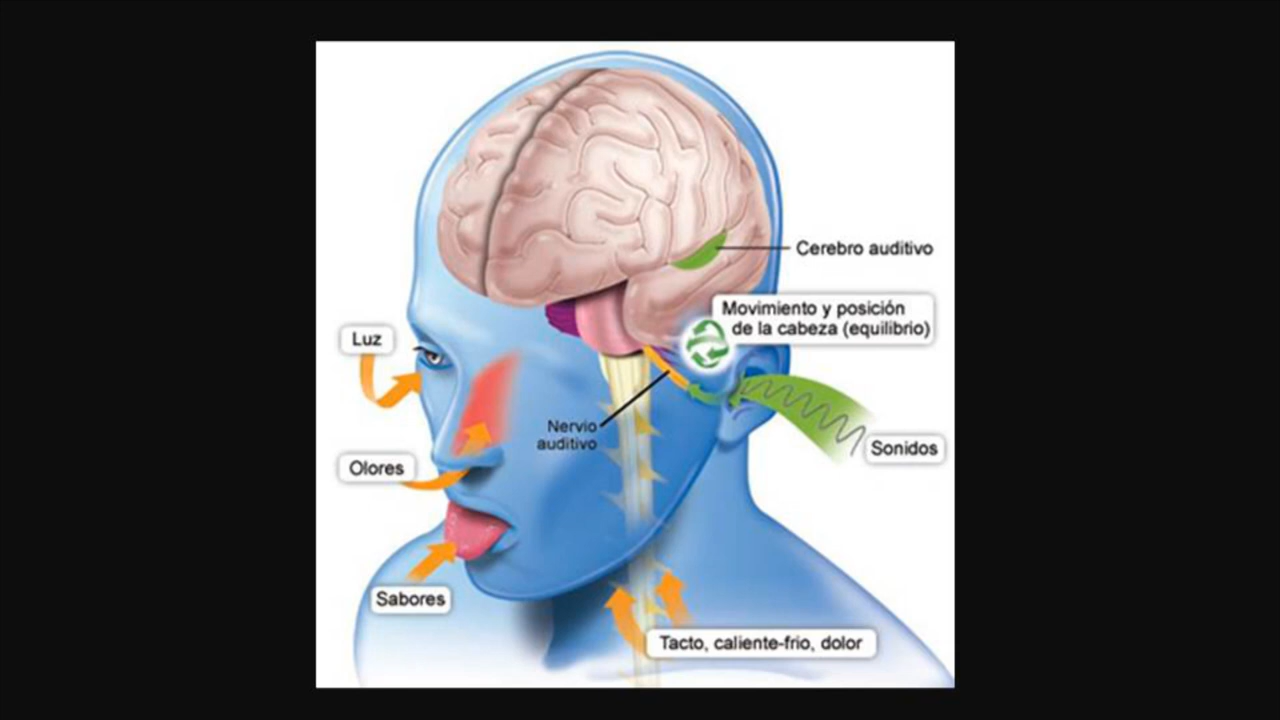 Cerebro auditivo
Movimiento y posición
de la cabeza (equilibrio)
Luz
Nervio
auditivo
Sonidos
Olores
Sabores
Tacto, caliente-frio, dolor